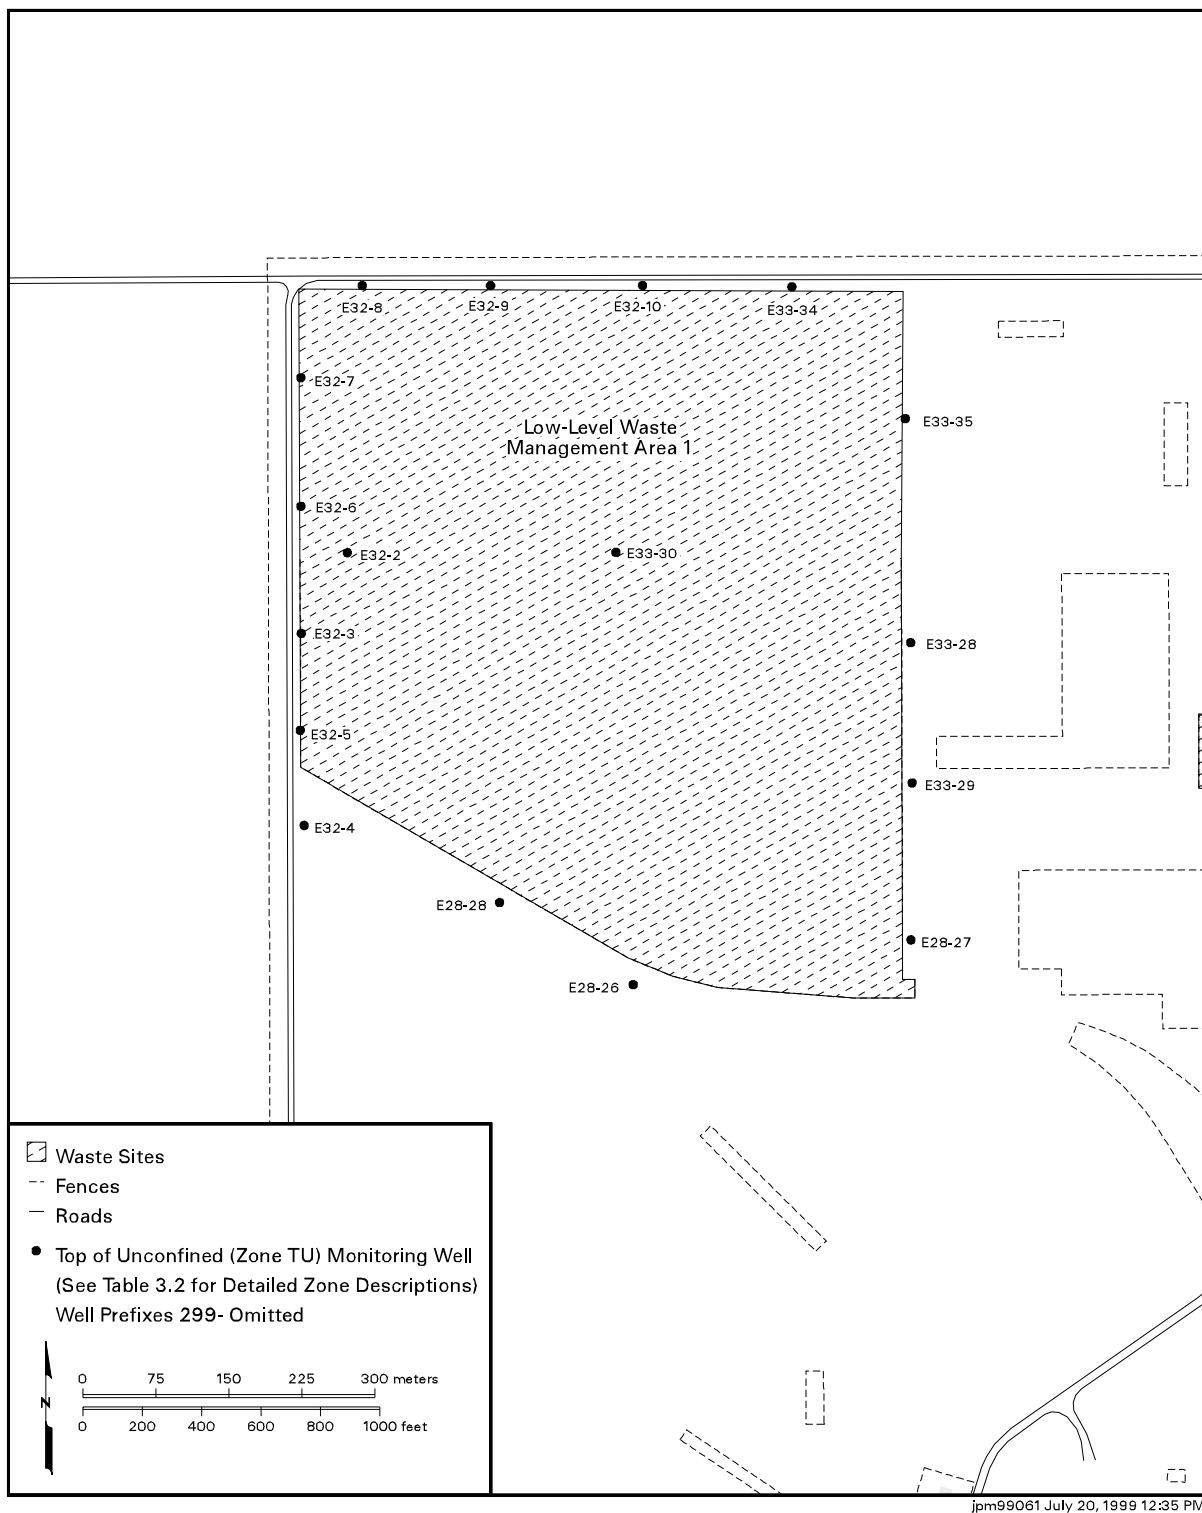 E32-8
E32-9
E32-10
E33-34
E32-7
E33-35
Low-Level Waste
Management Area 1
E32-6
E32-2
E33-30
E32-3
E33-28
E32-5
E33-29
E32-4
E28-28
E28-27
E28-26
Waste Sites
Fences
Roads
Top of Unconfined (Zone TU) Monitoring Well
(See Table 3.2 for Detailed Zone Descriptions)
Well Prefixes 299- Omitted
0 75 150 225 300 meters
N
0 200 400 600 800 1000 feet
jpm99061 July 20, 1999 12:35 PM